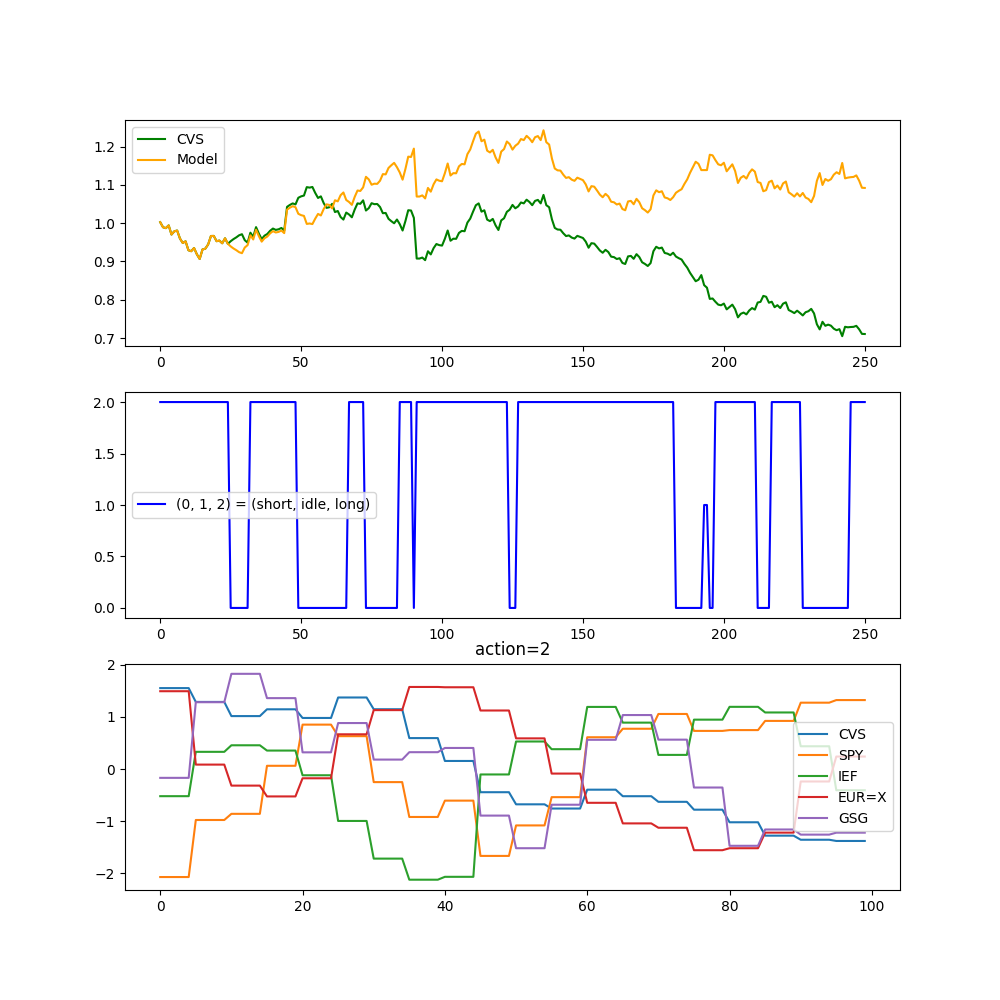 1.2
1.1
1.0
0.9
0.8
0.7
CVS
Model
0 50 100 150 200 250
2.0
1.5
1.0
0.5
0.0
(0, 1, 2) = (short, idle, long)
0 50 100 150 200 250
action=2
2
1
0
−1
−2
CVS
SPY
IEF
EUR=X
GSG
0 20 40 60 80 100